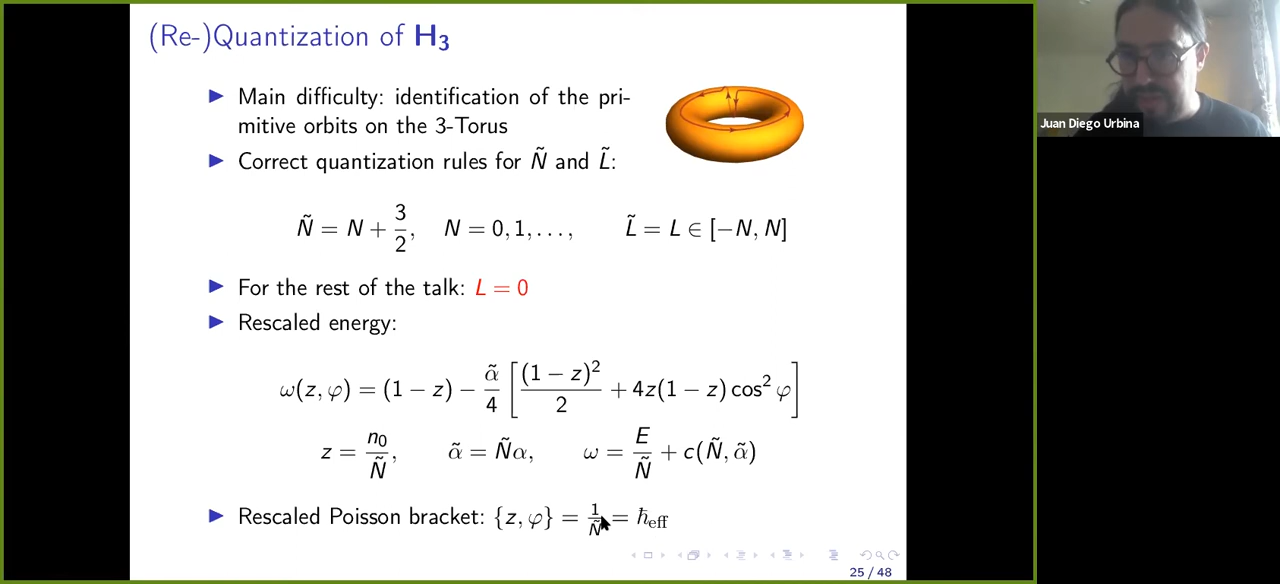 (Re-)Quantization of H₃
▶ Main difficulty: identification of the pri-
mitive orbits on the 3-Torus
▶ Correct quantization rules for Ñ and L̃:
Ñ = N + 3/2, N = 0, 1, . . . , L̃ = L ∈ [−N, N]
▶ For the rest of the talk: L = 0
▶ Rescaled energy:
ω(z, φ) = (1 − z) − α̃/4 [ (1 − z)²/2 + 4z(1 − z) cos² φ ]
z = n₀/Ñ, α̃ = Ñα, ω = E/Ñ + c(Ñ, α̃)
▶ Rescaled Poisson bracket: {z, φ} = 1/Ñ = ℏeff
25 / 48
Juan Diego Urbina